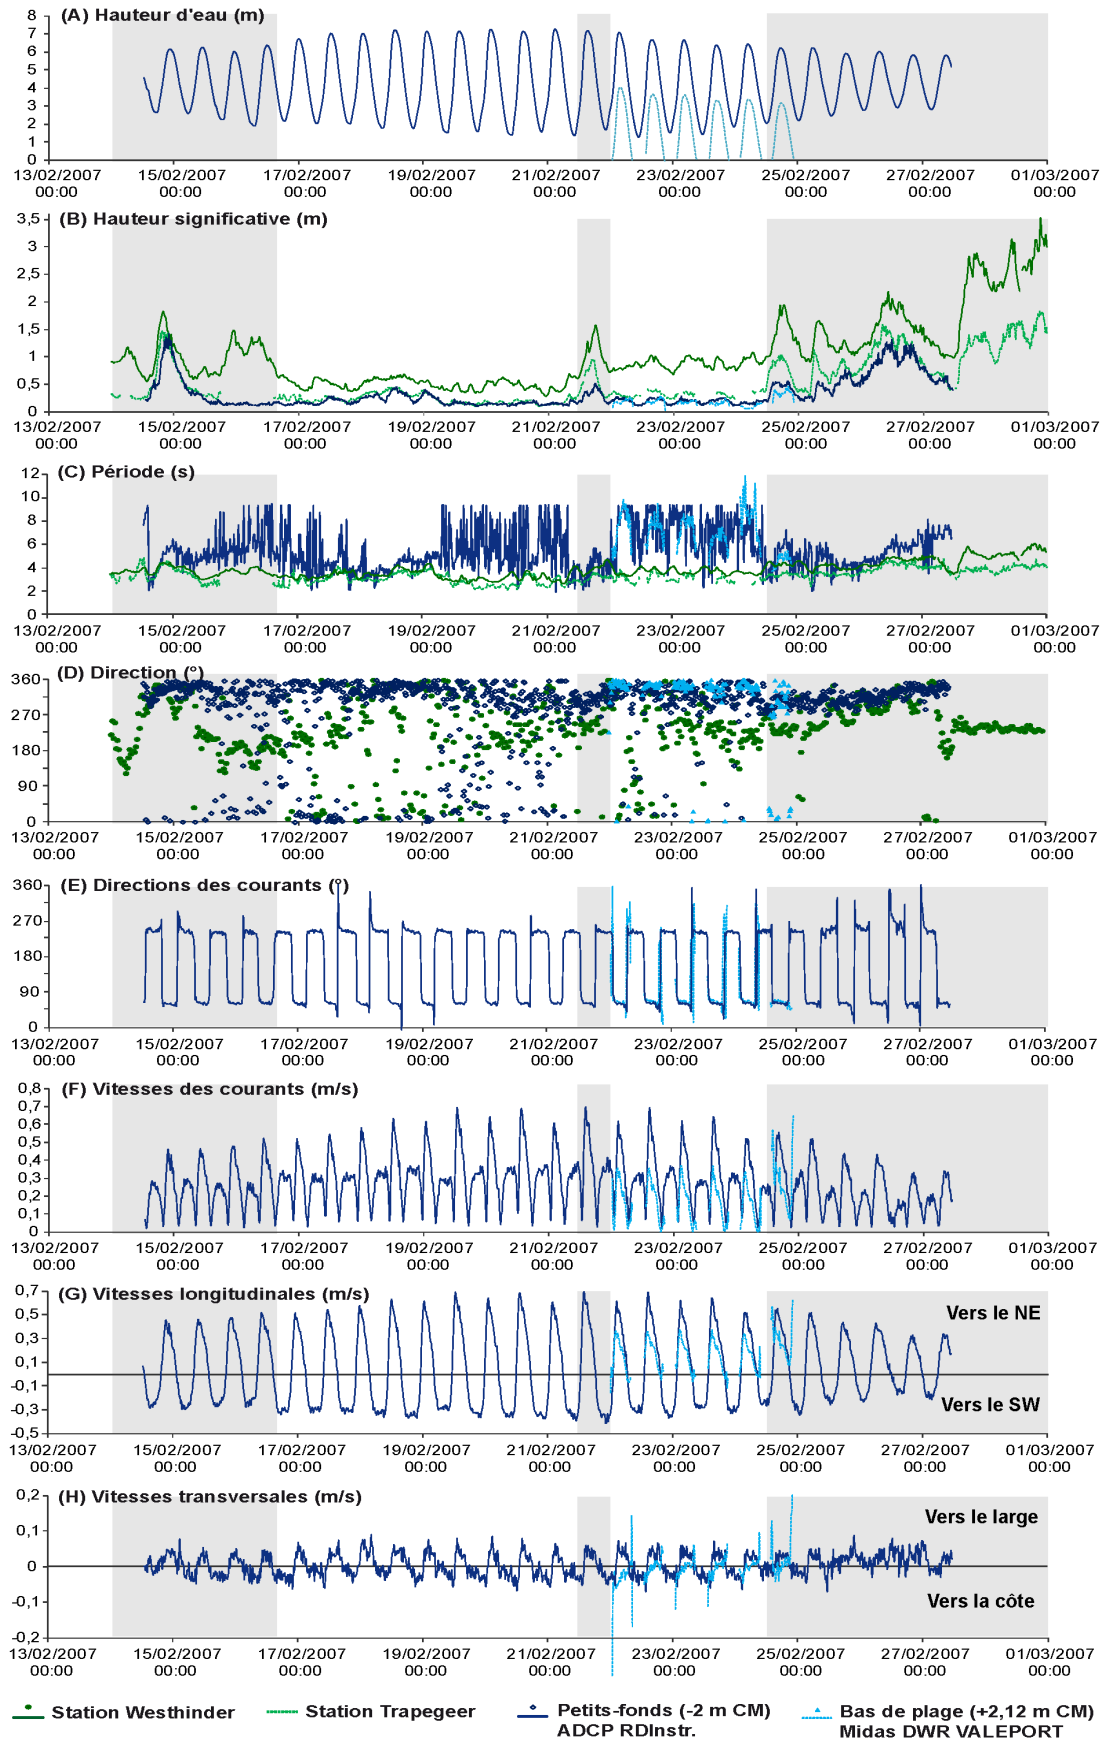 (A) Hauteur d'eau (m)
8
7
6
5
4
3
2
1
0
13/02/2007 15/02/2007 17/02/2007 19/02/2007 21/02/2007 23/02/2007 25/02/2007 27/02/2007 01/03/2007
00:00 00:00 00:00 00:00 00:00 00:00 00:00 00:00 00:00
(B) Hauteur significative (m)
3,5
3
2,5
2
1,5
1
0,5
0
13/02/2007 15/02/2007 17/02/2007 19/02/2007 21/02/2007 23/02/2007 25/02/2007 27/02/2007 01/03/2007
00:00 00:00 00:00 00:00 00:00 00:00 00:00 00:00 00:00
(C) Période (s)
12
10
8
6
4
2
0
13/02/2007 15/02/2007 17/02/2007 19/02/2007 21/02/2007 23/02/2007 25/02/2007 27/02/2007 01/03/2007
00:00 00:00 00:00 00:00 00:00 00:00 00:00 00:00 00:00
(D) Direction (°)
360
270
180
90
0
13/02/2007 15/02/2007 17/02/2007 19/02/2007 21/02/2007 23/02/2007 25/02/2007 27/02/2007 01/03/2007
00:00 00:00 00:00 00:00 00:00 00:00 00:00 00:00 00:00
(E) Directions des courants (°)
360
270
180
90
0
13/02/2007 15/02/2007 17/02/2007 19/02/2007 21/02/2007 23/02/2007 25/02/2007 27/02/2007 01/03/2007
00:00 00:00 00:00 00:00 00:00 00:00 00:00 00:00 00:00
(F) Vitesses des courants (m/s)
0,8
0,7
0,6
0,5
0,4
0,3
0,2
0,1
0
13/02/2007 15/02/2007 17/02/2007 19/02/2007 21/02/2007 23/02/2007 25/02/2007 27/02/2007 01/03/2007
00:00 00:00 00:00 00:00 00:00 00:00 00:00 00:00 00:00
(G) Vitesses longitudinales (m/s)
0,7
0,5
0,3
0,1
-0,1
-0,3
-0,5
Vers le NE
Vers le SW
13/02/2007 15/02/2007 17/02/2007 19/02/2007 21/02/2007 23/02/2007 25/02/2007 27/02/2007 01/03/2007
00:00 00:00 00:00 00:00 00:00 00:00 00:00 00:00 00:00
(H) Vitesses transversales (m/s)
0,2
0,1
0
-0,1
-0,2
Vers le large
Vers la côte
13/02/2007 15/02/2007 17/02/2007 19/02/2007 21/02/2007 23/02/2007 25/02/2007 27/02/2007 01/03/2007
00:00 00:00 00:00 00:00 00:00 00:00 00:00 00:00 00:00
Station Westhinder
Station Trapegeer
Petits-fonds (-2 m CM)
ADCP RDInstr.
Bas de plage (+2,12 m CM)
Midas DWR VALEPORT